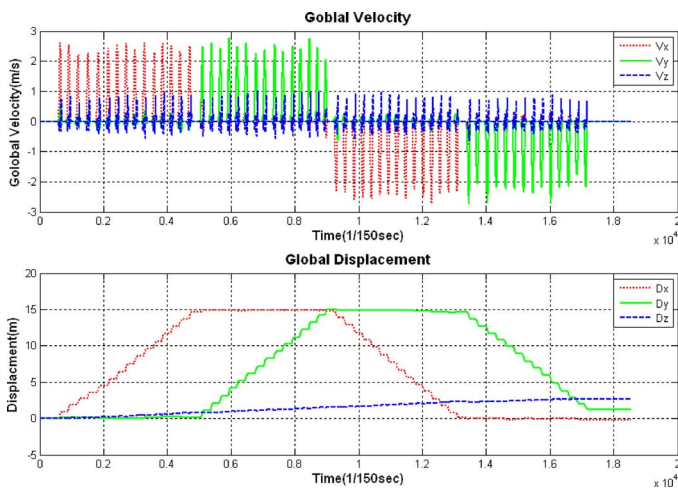 Goblal Velocity
3
2
1
0
-1
-2
-3
Golobal Velocity(m/s)
Vx
Vy
Vz
0 0.2 0.4 0.6 0.8 1 1.2 1.4 1.6 1.8 2
Time(1/150sec)
x 10^4
Global Displacement
20
15
10
5
0
-5
Displacment(m)
Dx
Dy
Dz
0 0.2 0.4 0.6 0.8 1 1.2 1.4 1.6 1.8 2
Time(1/150sec)
x 10^4